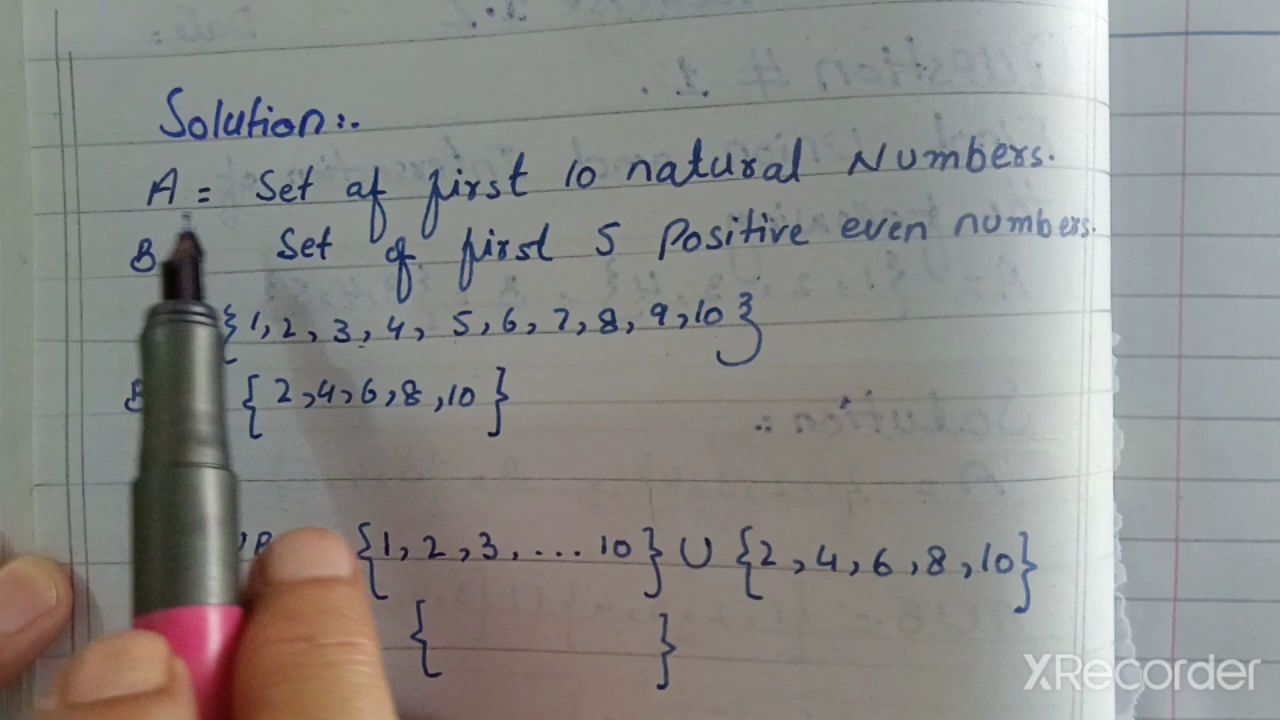 Solution:.
A = Set of first 10 natural Numbers.
B Set of first 5 Positive even numbers.
{1, 2, 3, 4, 5, 6, 7, 8, 9, 10}
B {2, 4, 6, 8, 10}
{1, 2, 3, ... 10} ∪ {2, 4, 6, 8, 10}
{ }
XRecorder